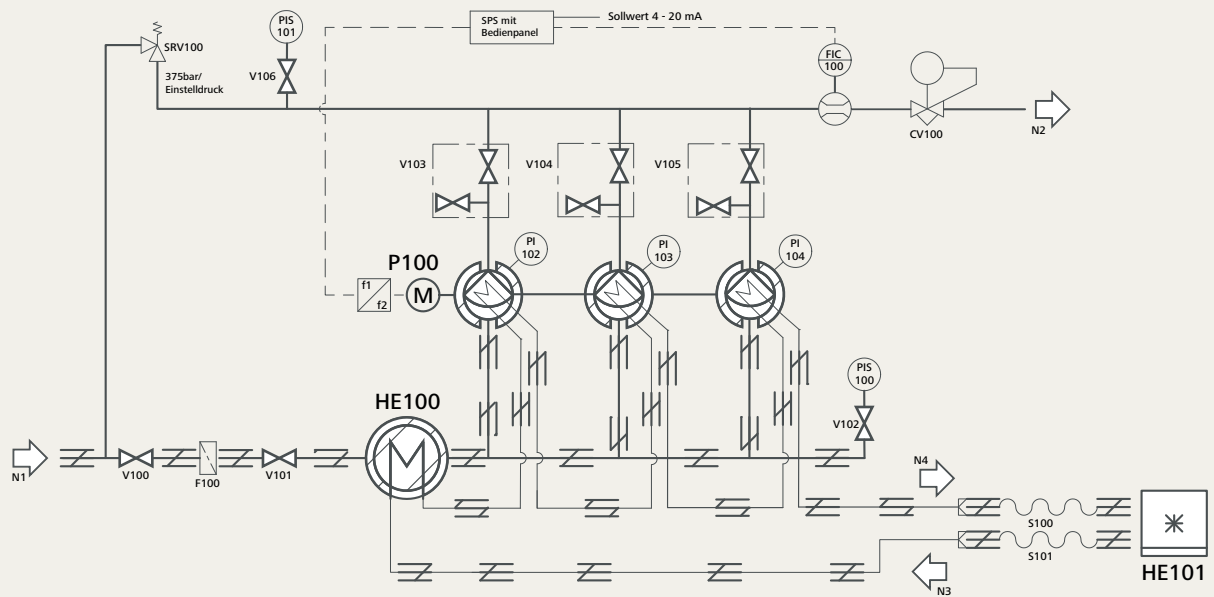 PIS
101
SPS mit
Bedienpanel
Sollwert 4 - 20 mA
SRV100
V106
FIC
100
375bar/
Einstelldruck
CV100
N2
V103
V104
V105
PI
102
PI
103
PI
104
P100
f1
f2
M
PIS
100
HE100
V102
N1
V100
F100
V101
N4
S100
S101
HE101
N3